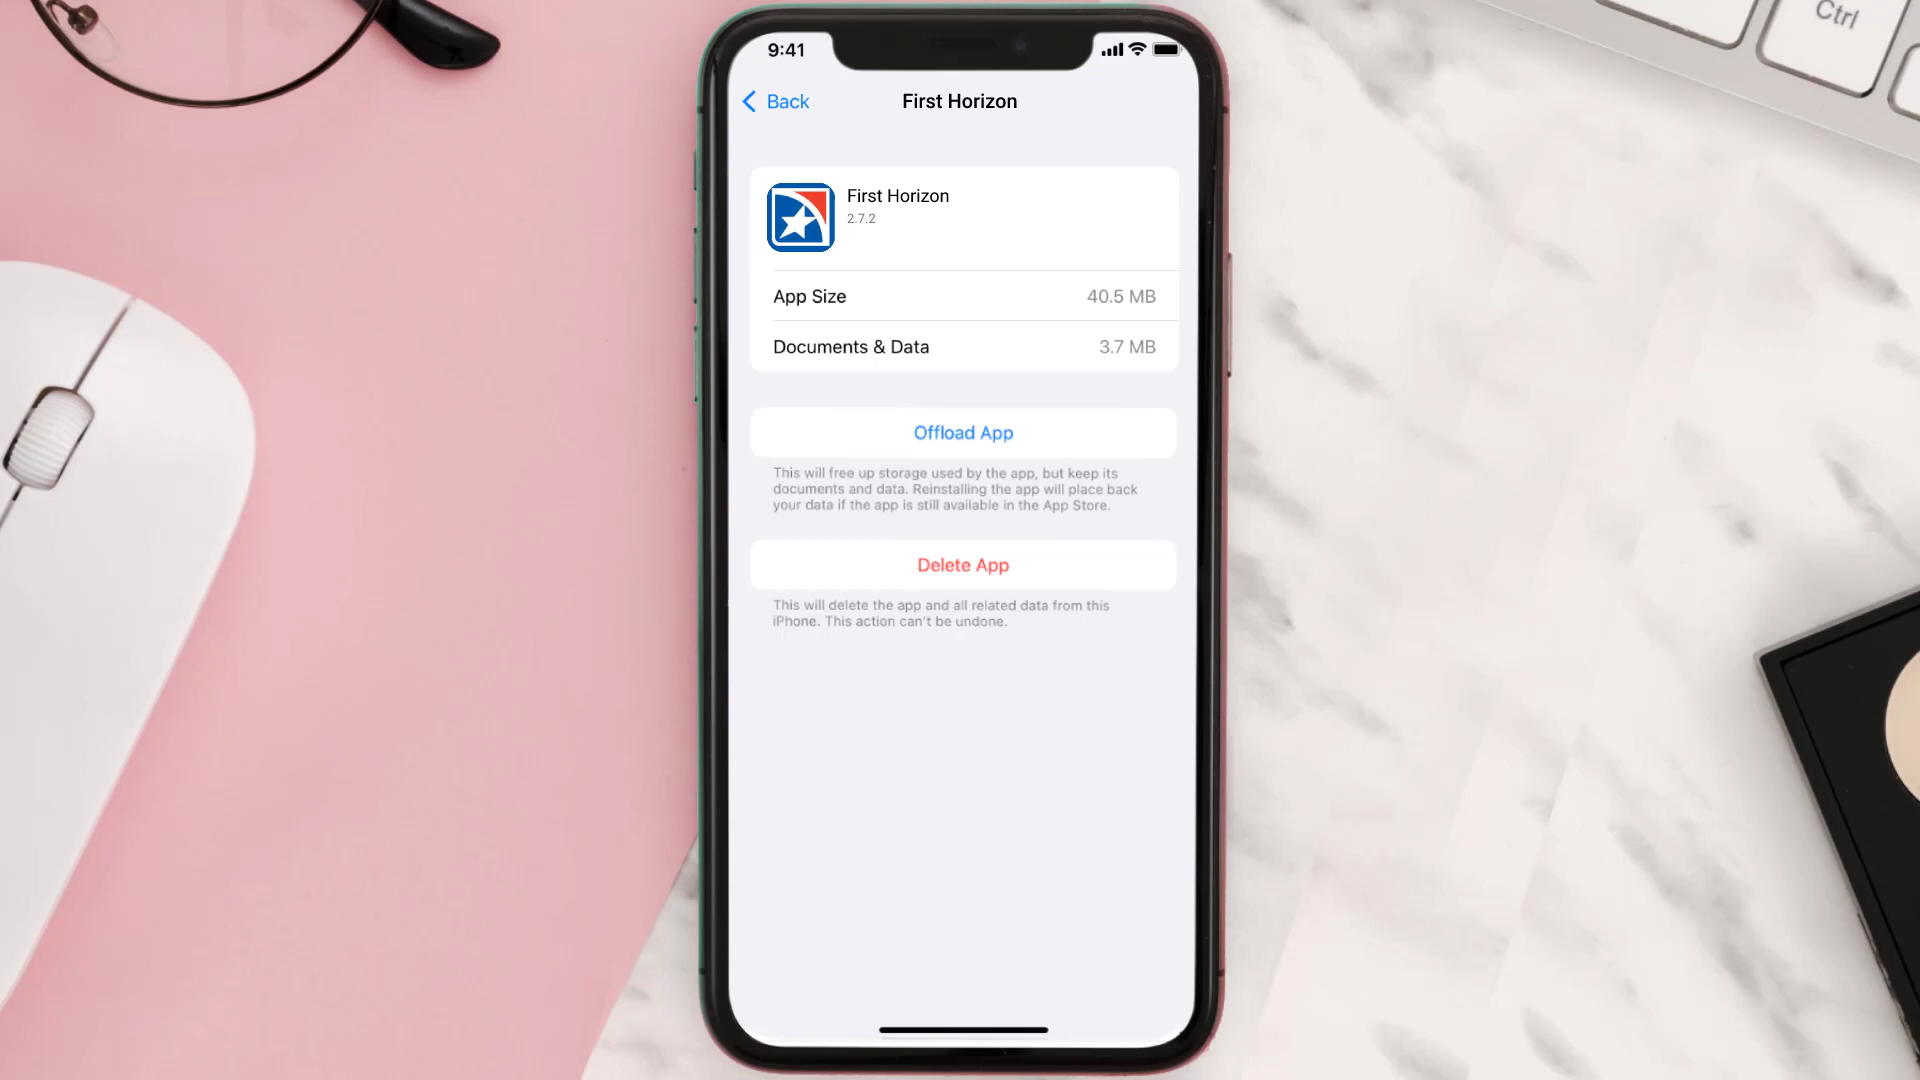 Ctrl
9:41
Back
First Horizon
First Horizon
2.7.2
App Size 40.5 MB
Documents & Data 3.7 MB
Offload App
This will free up storage used by the app, but keep its
documents and data. Reinstalling the app will place back
your data if the app is still available in the App Store.
Delete App
This will delete the app and all related data from this
iPhone. This action can't be undone.